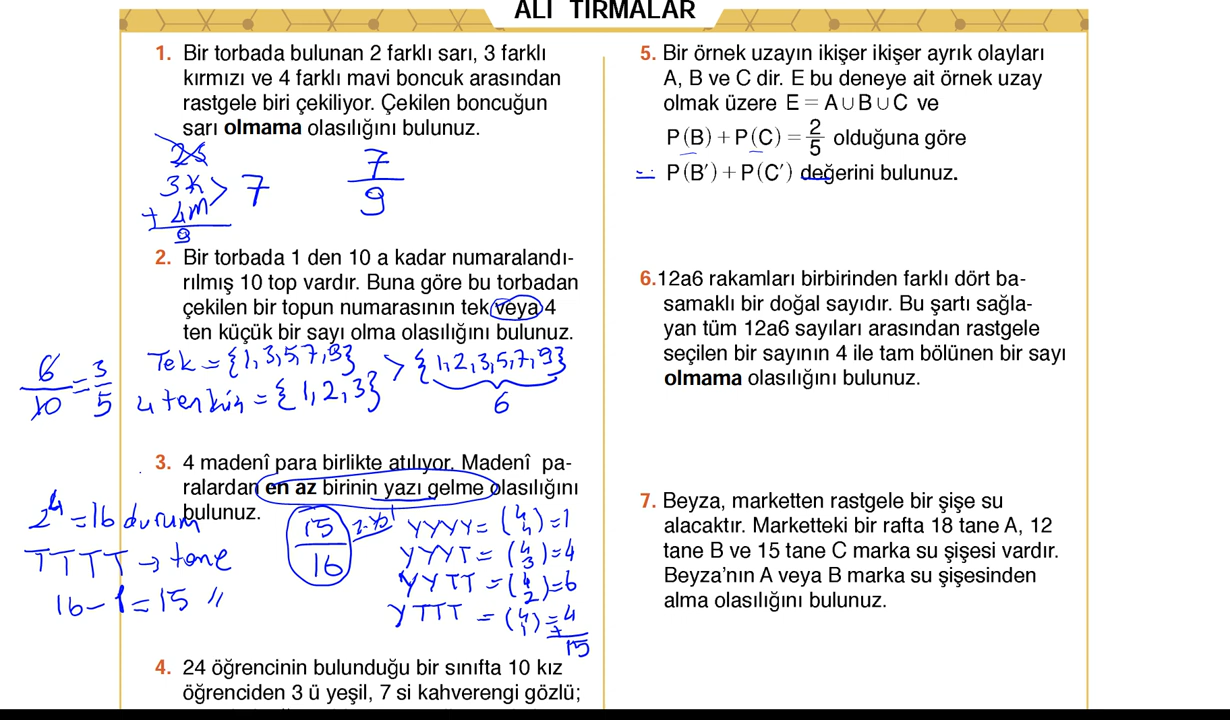 ALI TIRMALAR
1. Bir torbada bulunan 2 farklı sarı, 3 farklı
kırmızı ve 4 farklı mavi boncuk arasından
rastgele biri çekiliyor. Çekilen boncuğun
sarı olmama olasılığını bulunuz.
2s
3k > 7
+ 4m
9
7/9
2. Bir torbada 1 den 10 a kadar numaralandı-
rılmış 10 top vardır. Buna göre bu torbadan
çekilen bir topun numarasının tek veya 4
ten küçük bir sayı olma olasılığını bulunuz.
Tek = {1,3,5,7,9} > {1,2,3,5,7,9}
4 ten küç = {1,2,3} 6
6/10 = 3/5
3. 4 madenî para birlikte atılıyor. Madenî pa-
ralardan en az birinin yazı gelme olasılığını
bulunuz.
2^4 = 16 durum
TTTT → 1 tane
16 - 1 = 15 "
15/16
2. yol
YYYY = (4 4) = 1
YYYT = (4 3) = 4
YYTT = (4 2) = 6
YTTT = (4 1) = 4
+
15
4. 24 öğrencinin bulunduğu bir sınıfta 10 kız
öğrenciden 3 ü yeşil, 7 si kahverengi gözlü;
5. Bir örnek uzayın ikişer ikişer ayrık olayları
A, B ve C dir. E bu deneye ait örnek uzay
olmak üzere E = A∪B∪C ve
P(B) + P(C) = 2/5 olduğuna göre
P(B′) + P(C′) değerini bulunuz.
6.12a6 rakamları birbirinden farklı dört ba-
samaklı bir doğal sayıdır. Bu şartı sağla-
yan tüm 12a6 sayıları arasından rastgele
seçilen bir sayının 4 ile tam bölünen bir sayı
olmama olasılığını bulunuz.
7. Beyza, marketten rastgele bir şişe su
alacaktır. Marketteki bir rafta 18 tane A, 12
tane B ve 15 tane C marka su şişesi vardır.
Beyza'nın A veya B marka su şişesinden
alma olasılığını bulunuz.